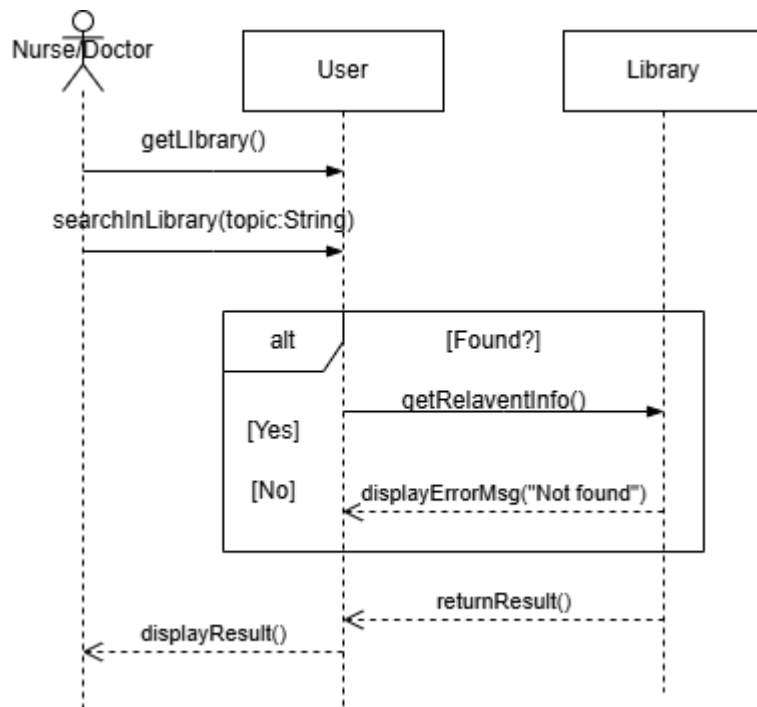 Nurse/Doctor
User
Library
getLIbrary()
searchInLibrary(topic:String)
alt
[Found?]
getRelaventInfo()
[Yes]
[No]
displayErrorMsg("Not found")
returnResult()
displayResult()